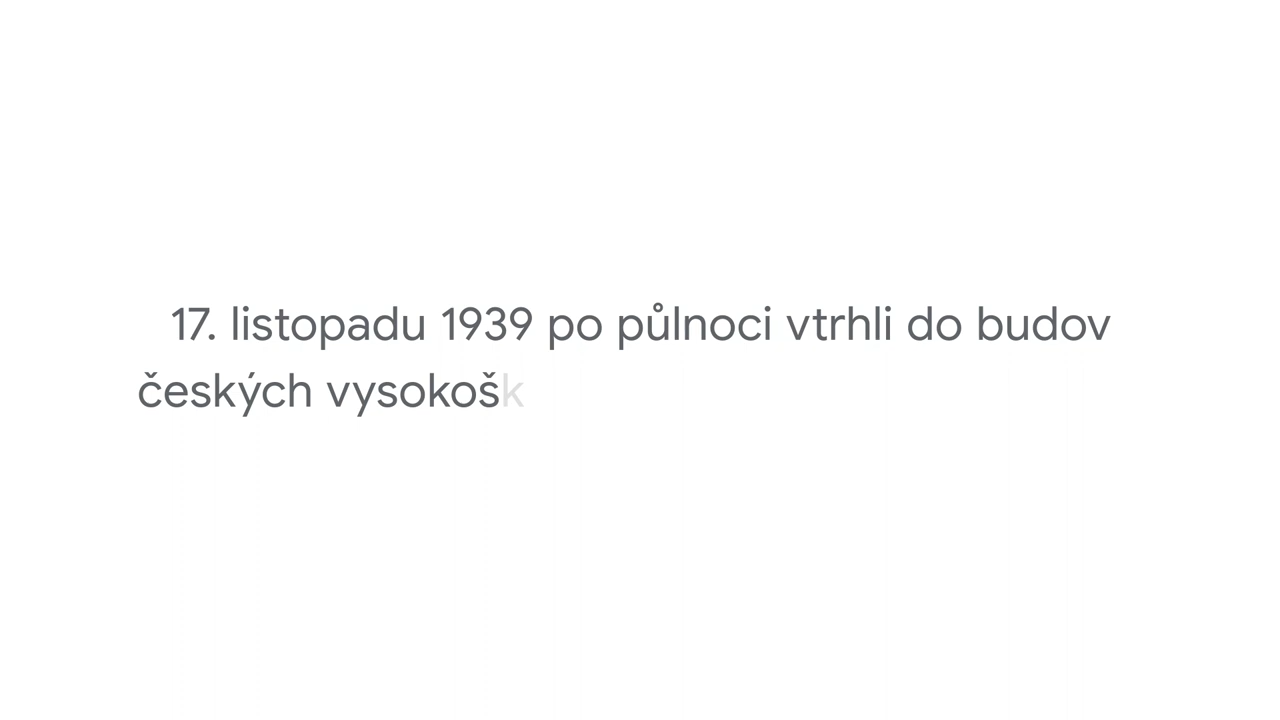 17. listopadu 1939 po půlnoci vtrhli do budov
českých vysokošk